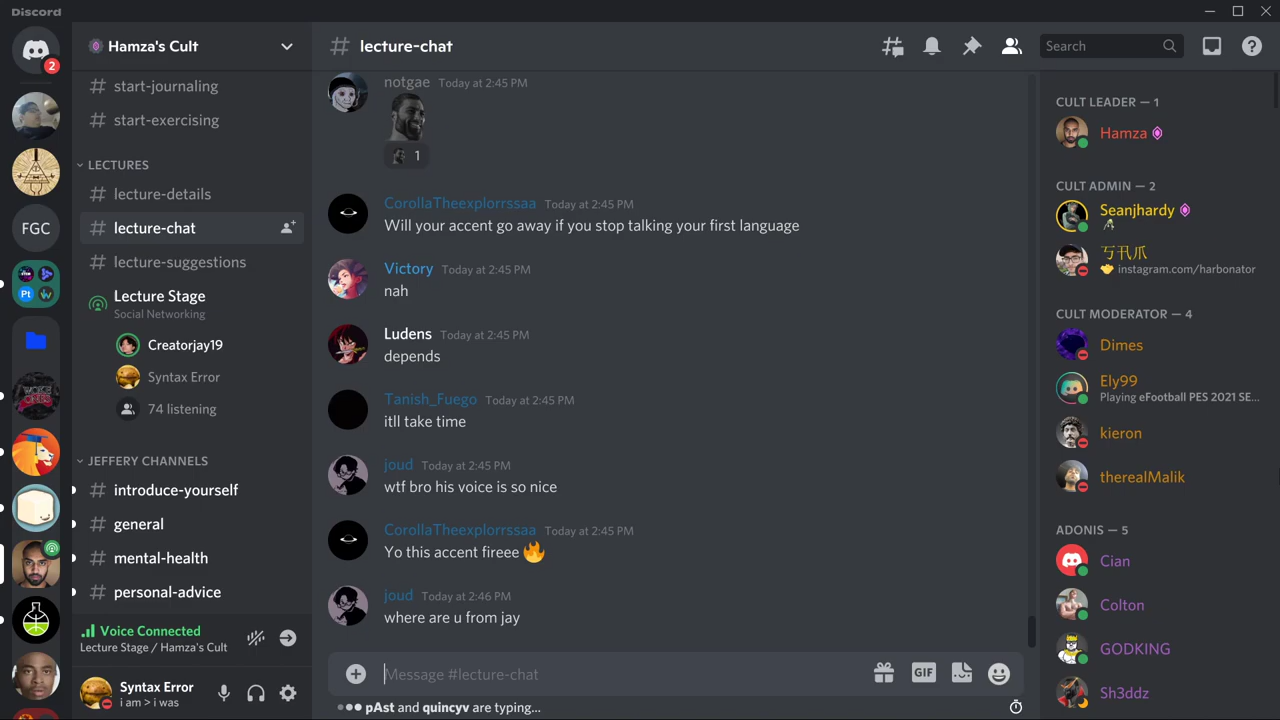 Discord
2
FGC
Pt
Hamza's Cult
start-journaling
start-exercising
LECTURES
lecture-details
lecture-chat
lecture-suggestions
Lecture Stage
Social Networking
Creatorjay19
Syntax Error
74 listening
JEFFERY CHANNELS
introduce-yourself
general
mental-health
personal-advice
Voice Connected
Lecture Stage / Hamza's Cult
Syntax Error
i am > i was
lecture-chat
Search
notgae Today at 2:45 PM
1
CorollaTheexplorrssaa Today at 2:45 PM
Will your accent go away if you stop talking your first language
Victory Today at 2:45 PM
nah
Ludens Today at 2:45 PM
depends
Tanish_Fuego Today at 2:45 PM
itll take time
joud Today at 2:45 PM
wtf bro his voice is so nice
CorollaTheexplorrssaa Today at 2:45 PM
Yo this accent fireee 🔥
joud Today at 2:46 PM
where are u from jay
Message #lecture-chat
GIF
pAst and quincyv are typing...
CULT LEADER — 1
Hamza
CULT ADMIN — 2
Seanjhardy
instagram.com/harbonator
CULT MODERATOR — 4
Dimes
Ely99
Playing eFootball PES 2021 SE...
kieron
therealMalik
ADONIS — 5
Cian
Colton
GODKING
Sh3ddz